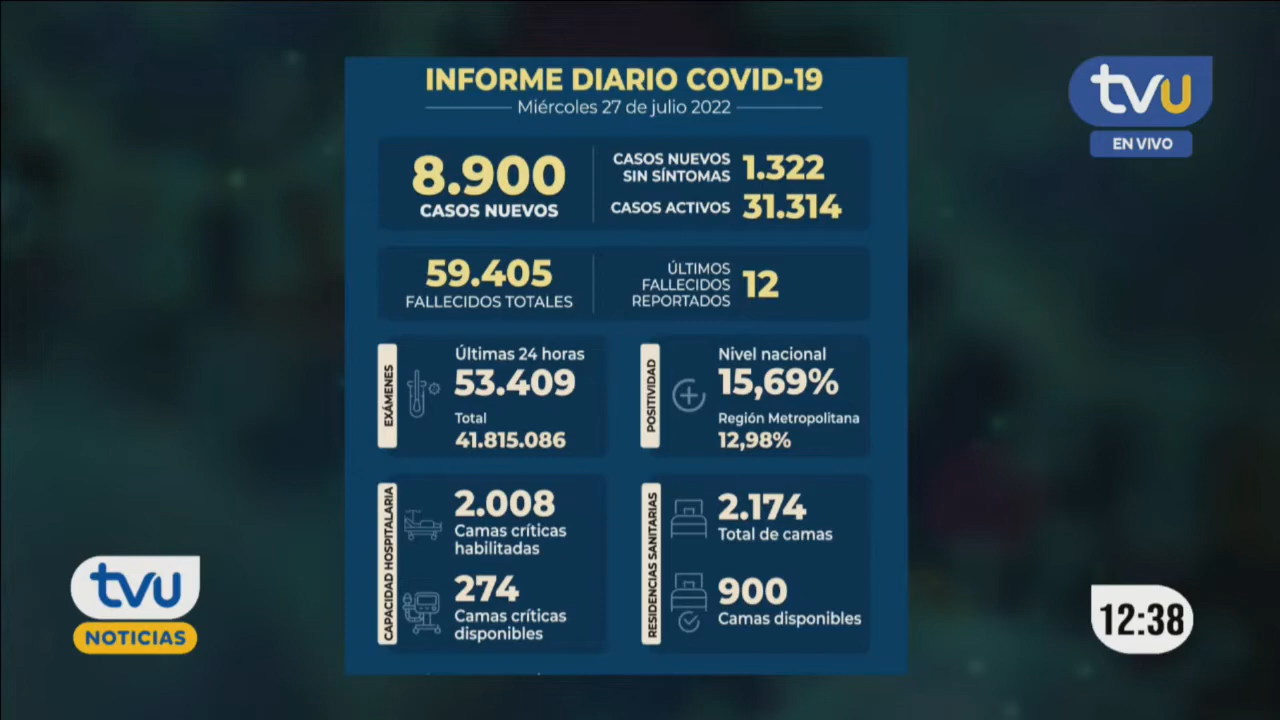 INFORME DIARIO COVID-19
Miércoles 27 de julio 2022
tvu
EN VIVO
8.900
CASOS NUEVOS
CASOS NUEVOS
SIN SÍNTOMAS
1.322
CASOS ACTIVOS
31.314
59.405
FALLECIDOS TOTALES
ÚLTIMOS
FALLECIDOS
REPORTADOS
12
EXÁMENES
Últimas 24 horas
53.409
Total
41.815.086
POSITIVIDAD
Nivel nacional
15,69%
Región Metropolitana
12,98%
CAPACIDAD HOSPITALARIA
2.008
Camas críticas
habilitadas
274
Camas críticas
disponibles
RESIDENCIAS SANITARIAS
2.174
Total de camas
900
Camas disponibles
tvu
NOTICIAS
12:38